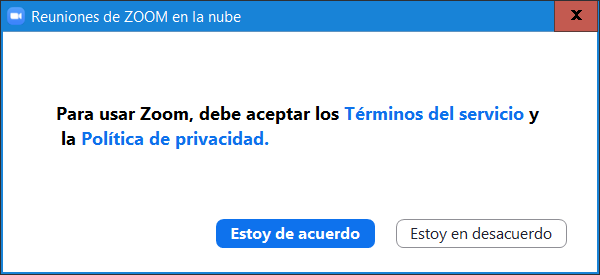 Reuniones de ZOOM en la nube
Para usar Zoom, debe aceptar los Términos del servicio y
la Política de privacidad.
Estoy de acuerdo
Estoy en desacuerdo